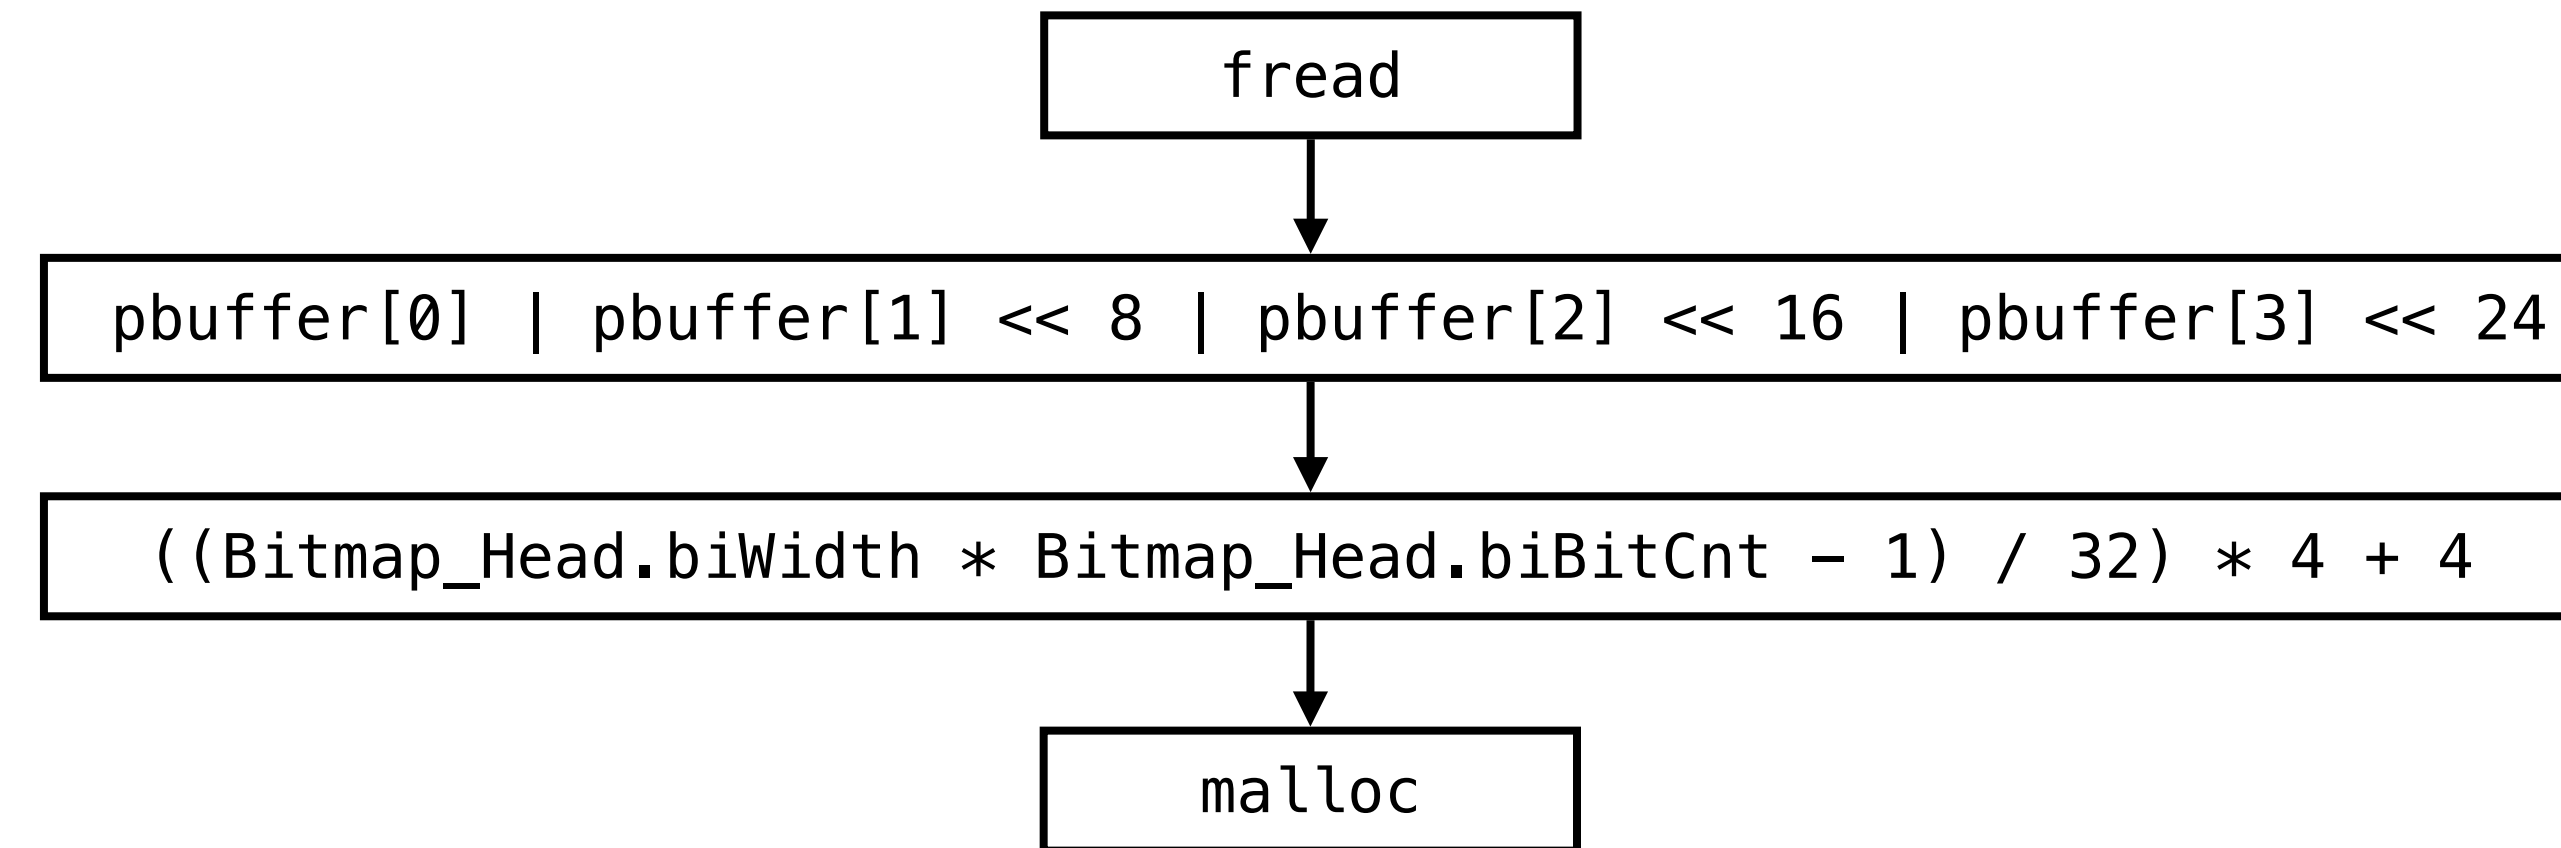 fread
pbuffer[0] | pbuffer[1] << 8 | pbuffer[2] << 16 | pbuffer[3] << 24
((Bitmap_Head.biWidth * Bitmap_Head.biBitCnt − 1) / 32) * 4 + 4
malloc